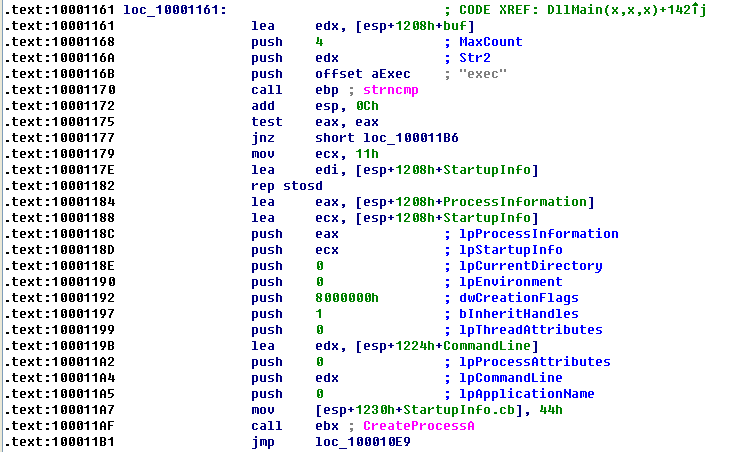 .text:10001161 loc_10001161: ; CODE XREF: DllMain(x,x,x)+142↑j
.text:10001161 lea edx, [esp+1208h+buf]
.text:10001168 push 4 ; MaxCount
.text:1000116A push edx ; Str2
.text:1000116B push offset aExec ; "exec"
.text:10001170 call ebp ; strncmp
.text:10001172 add esp, 0Ch
.text:10001175 test eax, eax
.text:10001177 jnz short loc_100011B6
.text:10001179 mov ecx, 11h
.text:1000117E lea edi, [esp+1208h+StartupInfo]
.text:10001182 rep stosd
.text:10001184 lea eax, [esp+1208h+ProcessInformation]
.text:10001188 lea ecx, [esp+1208h+StartupInfo]
.text:1000118C push eax ; lpProcessInformation
.text:1000118D push ecx ; lpStartupInfo
.text:1000118E push 0 ; lpCurrentDirectory
.text:10001190 push 0 ; lpEnvironment
.text:10001192 push 8000000h ; dwCreationFlags
.text:10001197 push 1 ; bInheritHandles
.text:10001199 push 0 ; lpThreadAttributes
.text:1000119B lea edx, [esp+1224h+CommandLine]
.text:100011A2 push 0 ; lpProcessAttributes
.text:100011A4 push edx ; lpCommandLine
.text:100011A5 push 0 ; lpApplicationName
.text:100011A7 mov [esp+1230h+StartupInfo.cb], 44h
.text:100011AF call ebx ; CreateProcessA
.text:100011B1 jmp loc_100010E9